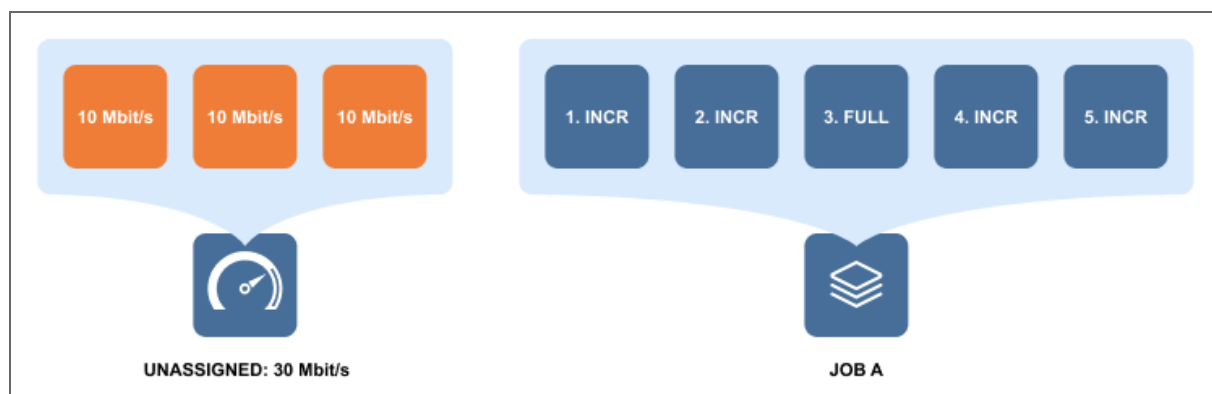 10 Mbit/s 10 Mbit/s 10 Mbit/s
1. INCR 2. INCR 3. FULL 4. INCR 5. INCR
UNASSIGNED: 30 Mbit/s
JOB A